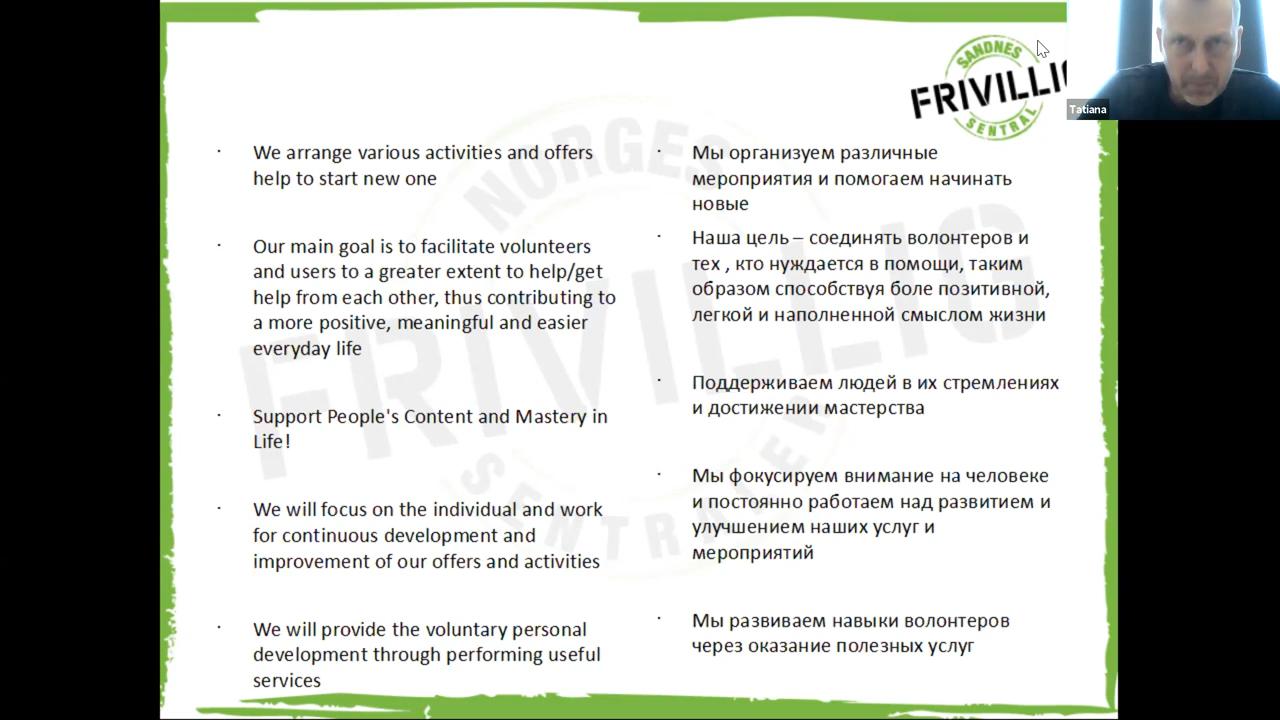 SANDNES
FRIVILLIG
SENTRAL
Tatiana
NORGES
FRIVILLIG
SENTRALER
We arrange various activities and offers
help to start new one
Our main goal is to facilitate volunteers
and users to a greater extent to help/get
help from each other, thus contributing to
a more positive, meaningful and easier
everyday life
Support People's Content and Mastery in
Life!
We will focus on the individual and work
for continuous development and
improvement of our offers and activities
We will provide the voluntary personal
development through performing useful
services
Мы организуем различные
мероприятия и помогаем начинать
новые
Наша цель – соединять волонтеров и
тех , кто нуждается в помощи, таким
образом способствуя боле позитивной,
легкой и наполненной смыслом жизни
Поддерживаем людей в их стремлениях
и достижении мастерства
Мы фокусируем внимание на человеке
и постоянно работаем над развитием и
улучшением наших услуг и
мероприятий
Мы развиваем навыки волонтеров
через оказание полезных услуг